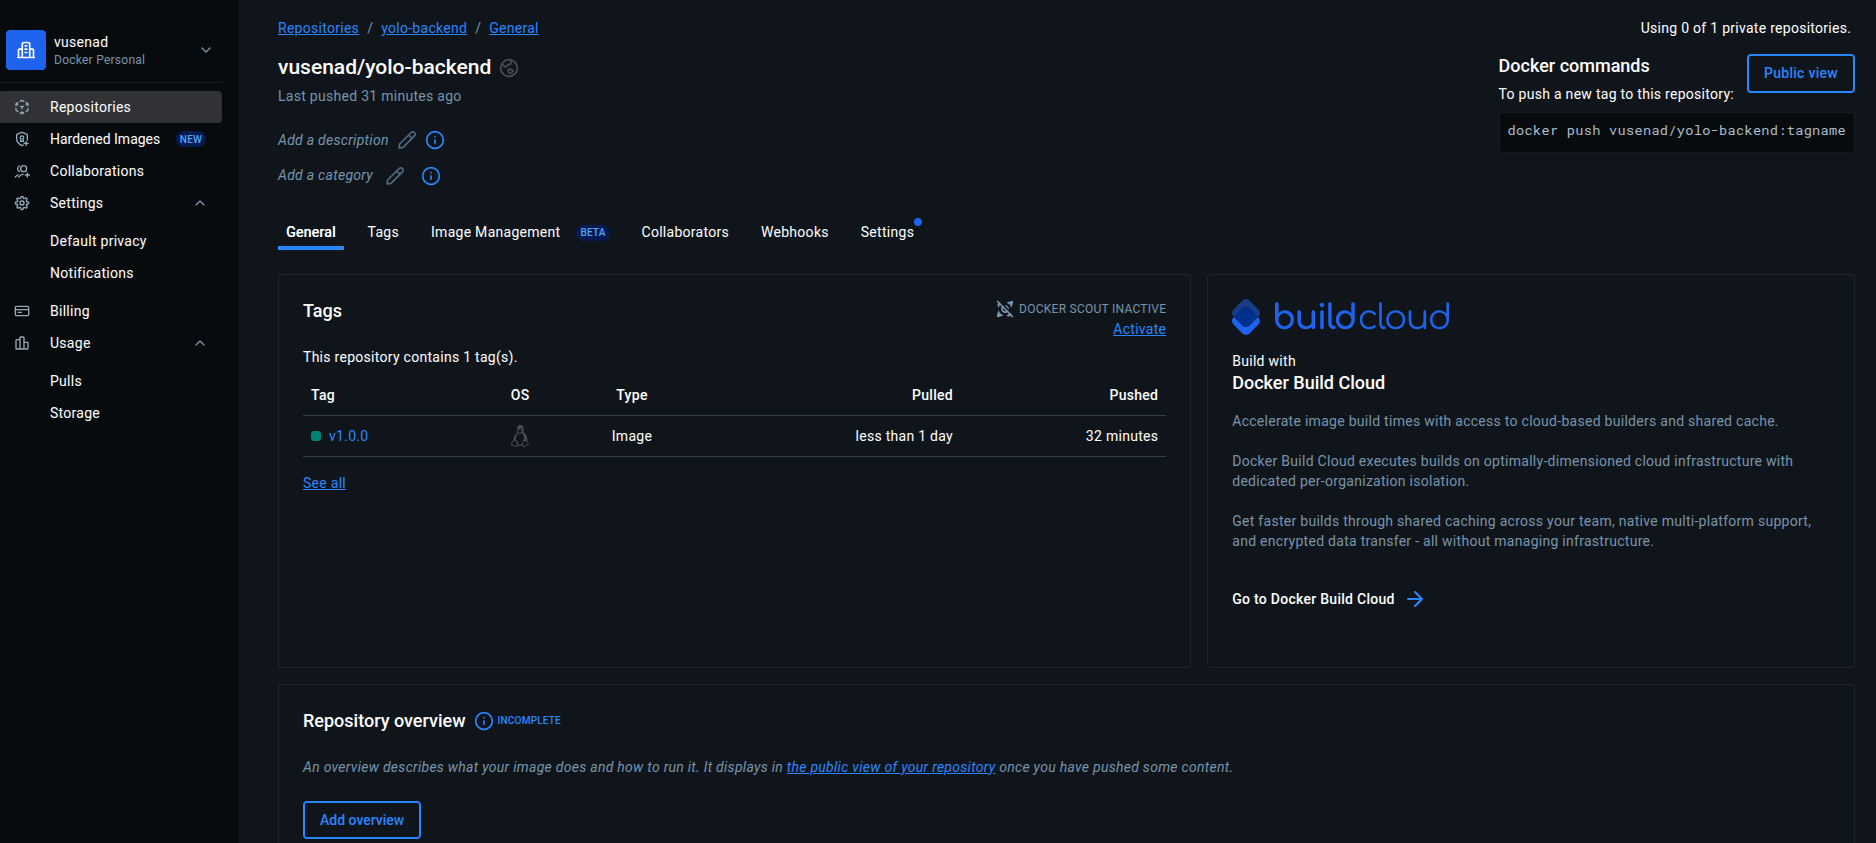 vusenad
Docker Personal
Repositories
Hardened Images NEW
Collaborations
Settings
Default privacy
Notifications
Billing
Usage
Pulls
Storage
Repositories / yolo-backend / General
Using 0 of 1 private repositories.
vusenad/yolo-backend
Last pushed 31 minutes ago
Add a description
Add a category
Docker commands
Public view
To push a new tag to this repository:
docker push vusenad/yolo-backend:tagname
General Tags Image Management BETA Collaborators Webhooks Settings
Tags
DOCKER SCOUT INACTIVE
Activate
This repository contains 1 tag(s).
Tag OS Type Pulled Pushed
v1.0.0 Image less than 1 day 32 minutes
See all
buildcloud
Build with
Docker Build Cloud
Accelerate image build times with access to cloud-based builders and shared cache.
Docker Build Cloud executes builds on optimally-dimensioned cloud infrastructure with
dedicated per-organization isolation.
Get faster builds through shared caching across your team, native multi-platform support,
and encrypted data transfer - all without managing infrastructure.
Go to Docker Build Cloud
Repository overview INCOMPLETE
An overview describes what your image does and how to run it. It displays in the public view of your repository once you have pushed some content.
Add overview